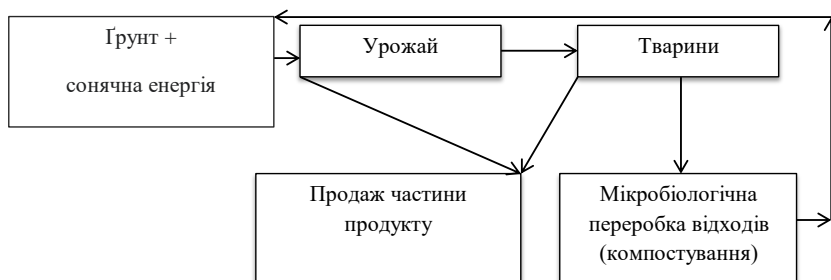 Ґрунт +
сонячна енергія
Урожай
Тварини
Продаж частини
продукту
Мікробіологічна
переробка відходів
(компостування)